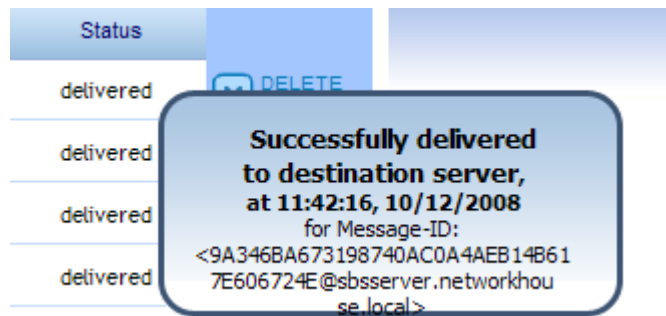 Status
DELETE
delivered
delivered
delivered
delivered
Successfully delivered
to destination server,
at 11:42:16, 10/12/2008
for Message-ID:
<9A346BA673198740AC0A4AEB14B61
7E606724E@sbsserver.networkhou
se.local>